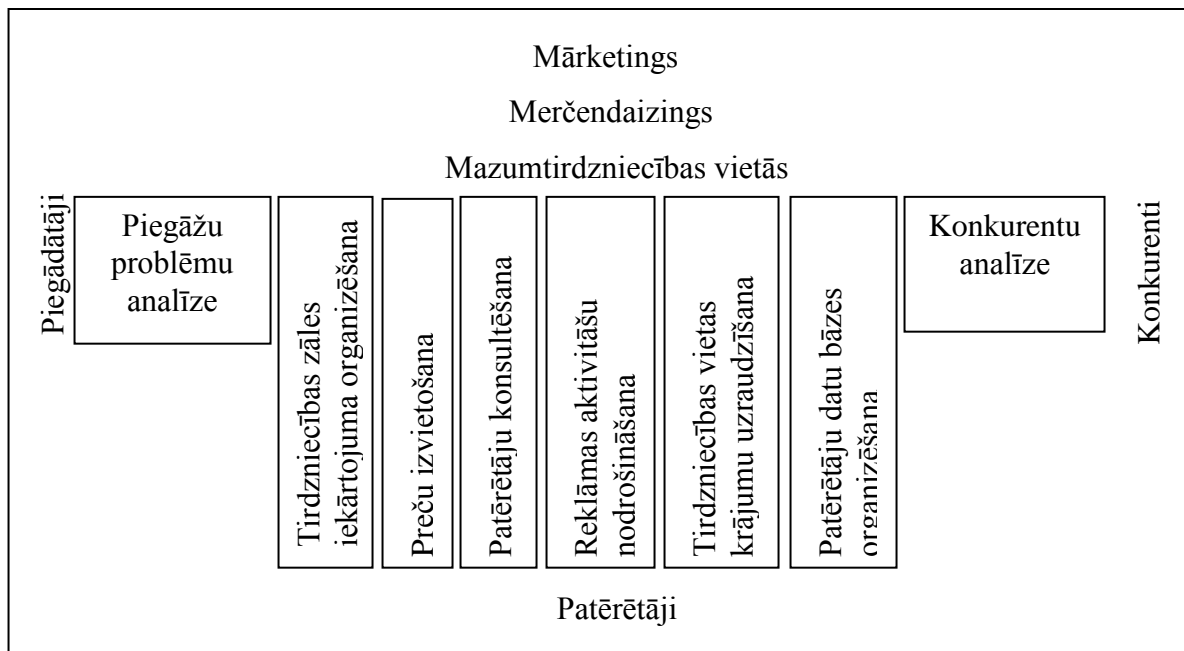 Mārketings
Merčendaizings
Mazumtirdzniecības vietās
Piegādātāji
Piegāžu
problēmu
analīze
Tirdzniecības zāles
iekārtojuma organizēšana
Preču izvietošana
Patērētāju konsultēšana
Reklāmas aktivitāšu
nodrošināšana
Tirdzniecības vietas
krājumu uzraudzīšana
Patērētāju datu bāzes
organizēšana
Konkurentu
analīze
Konkurenti
Patērētāji